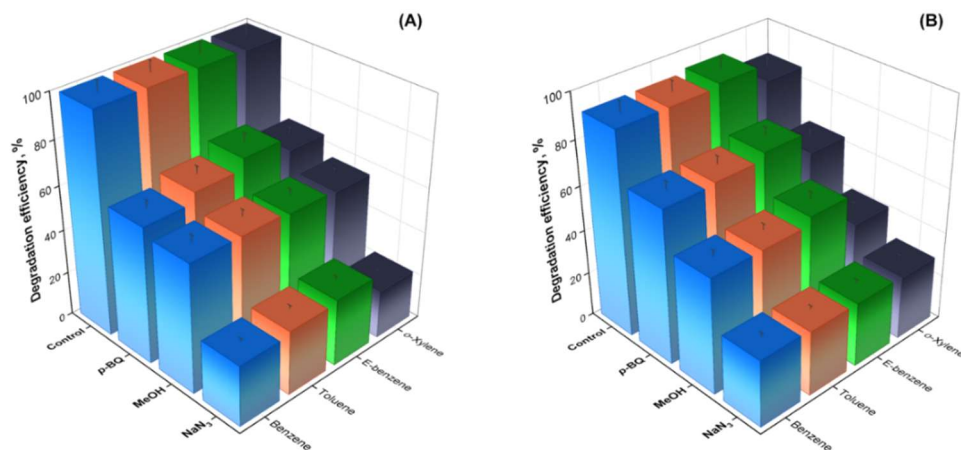 (A)
Degradation efficiency, %
100
80
60
40
20
0
Control
p-BQ
MeOH
NaN₃
Benzene
Toluene
E-benzene
o-Xylene
(B)
Degradation efficiency, %
100
80
60
40
20
0
Control
p-BQ
MeOH
NaN₃
Benzene
Toluene
E-benzene
o-Xylene